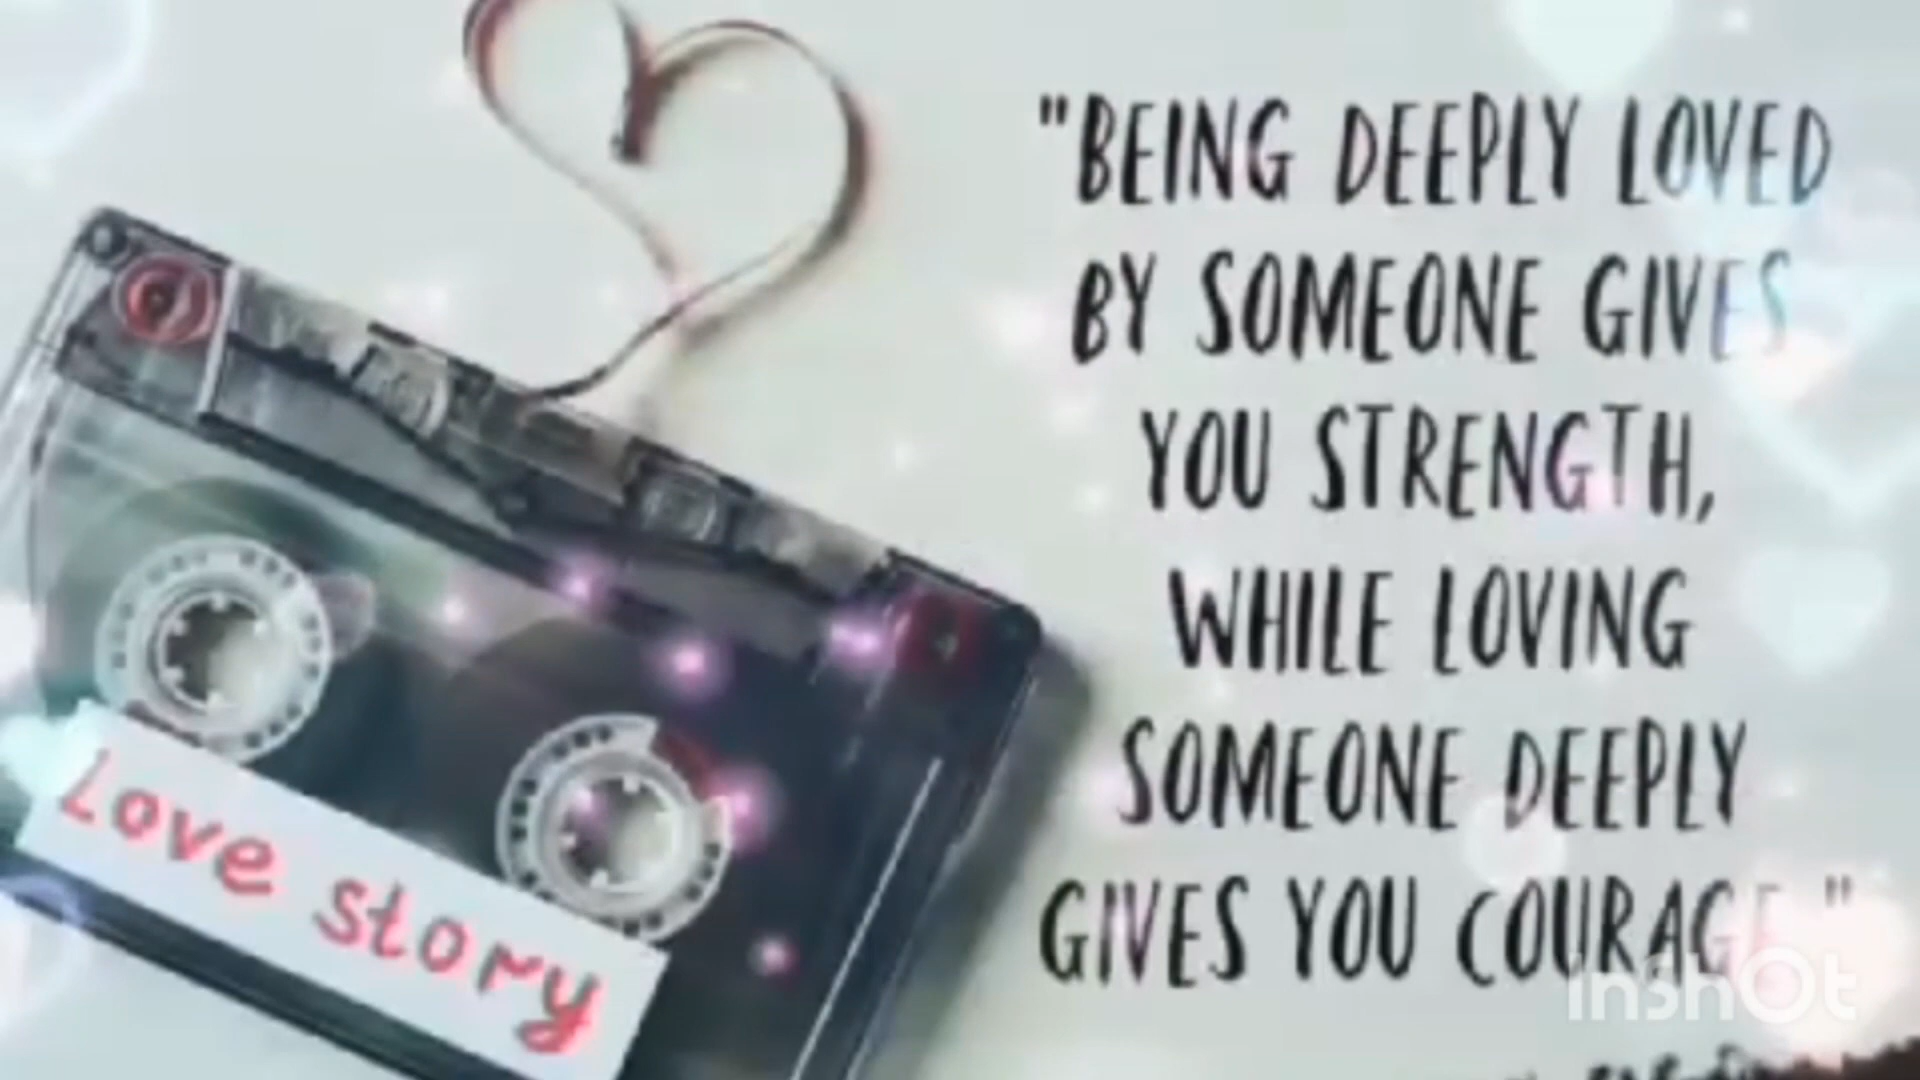 "BEING DEEPLY LOVED
BY SOMEONE GIVES
YOU STRENGTH,
WHILE LOVING
SOMEONE DEEPLY
GIVES YOU COURAGE."
Love story
InShOt